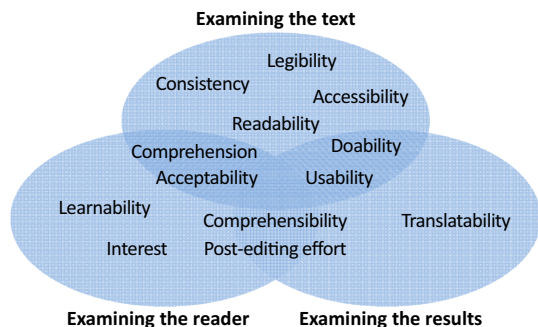 Examining the text
Legibility
Consistency
Accessibility
Readability
Doability
Comprehension
Acceptability
Usability
Learnability
Comprehensibility
Translatability
Interest
Post-editing effort
Examining the reader
Examining the results